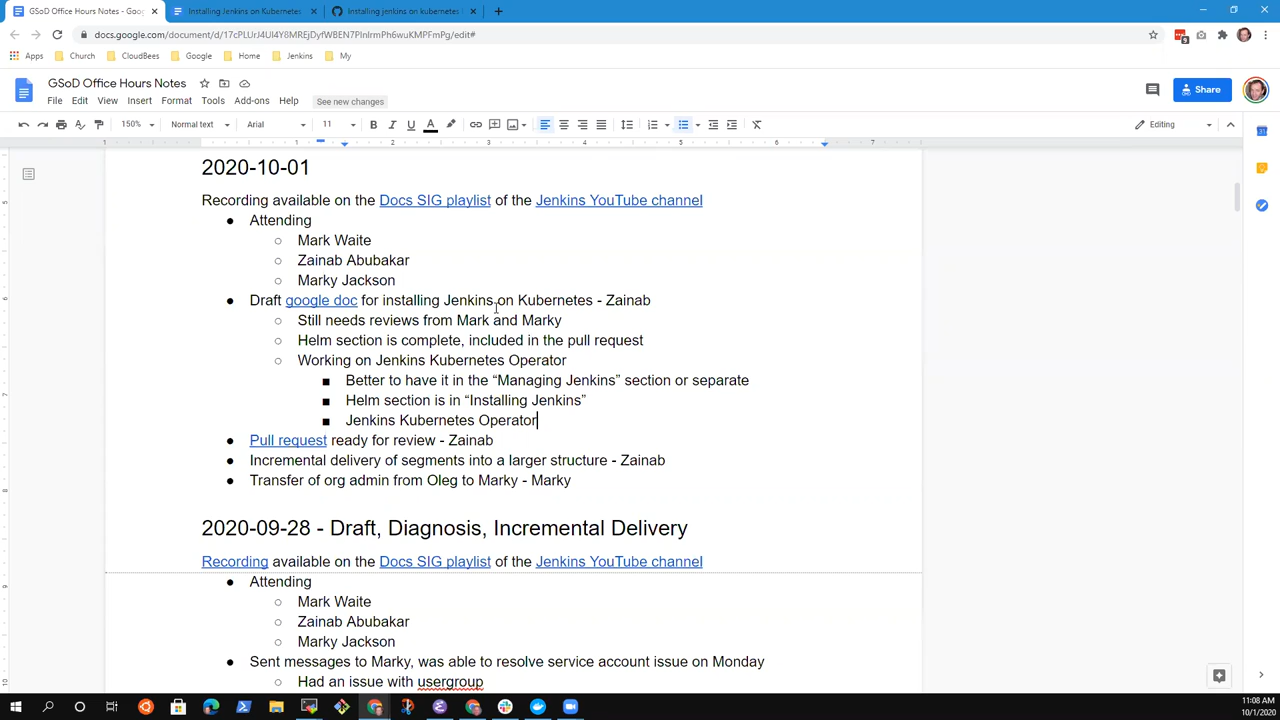 GSoD Office Hours Notes - Goo
Installing Jenkins on Kubernetes
Installing jenkins on kubernetes
docs.google.com/document/d/17cPLUrJ4UI4Y8MREjDyfWBEN7PInIrmPh6wuKMPFmPg/edit#
Apps Church CloudBees Google Home Jenkins My
GSoD Office Hours Notes
File Edit View Insert Format Tools Add-ons Help See new changes
Share
150% Normal text Arial 11 Editing
1 1 2 3 4 5 6 7
2020-10-01
Recording available on the Docs SIG playlist of the Jenkins YouTube channel
● Attending
○ Mark Waite
○ Zainab Abubakar
○ Marky Jackson
● Draft google doc for installing Jenkins on Kubernetes - Zainab
○ Still needs reviews from Mark and Marky
○ Helm section is complete, included in the pull request
○ Working on Jenkins Kubernetes Operator
■ Better to have it in the “Managing Jenkins” section or separate
■ Helm section is in “Installing Jenkins”
■ Jenkins Kubernetes Operator
● Pull request ready for review - Zainab
● Incremental delivery of segments into a larger structure - Zainab
● Transfer of org admin from Oleg to Marky - Marky
2020-09-28 - Draft, Diagnosis, Incremental Delivery
Recording available on the Docs SIG playlist of the Jenkins YouTube channel
● Attending
○ Mark Waite
○ Zainab Abubakar
○ Marky Jackson
● Sent messages to Marky, was able to resolve service account issue on Monday
○ Had an issue with usergroup
11:08 AM
10/1/2020